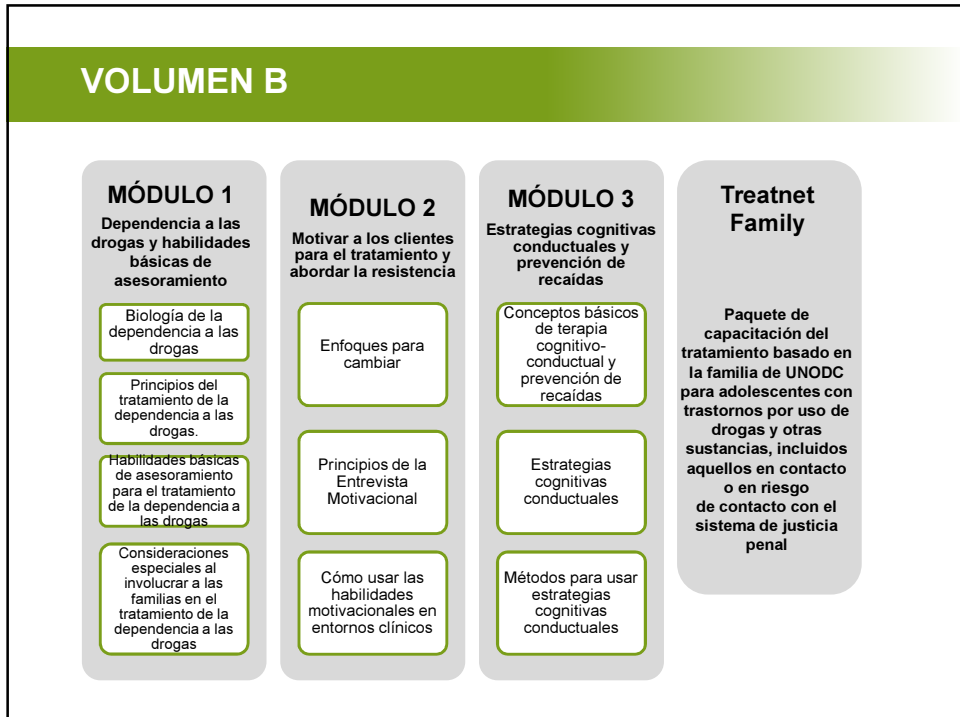 VOLUMEN B
MÓDULO 1
Dependencia a las
drogas y habilidades
básicas de
asesoramiento
Biología de la
dependencia a las
drogas
Principios del
tratamiento de la
dependencia a las
drogas.
Habilidades básicas
de asesoramiento
para el tratamiento
de la dependencia a
las drogas
Consideraciones
especiales al
involucrar a las
familias en el
tratamiento de la
dependencia a las
drogas
MÓDULO 2
Motivar a los clientes
para el tratamiento y
abordar la resistencia
Enfoques para
cambiar
Principios de la
Entrevista
Motivacional
Cómo usar las
habilidades
motivacionales en
entornos clínicos
MÓDULO 3
Estrategias cognitivas
conductuales y
prevención de
recaídas
Conceptos básicos
de terapia
cognitivo-
conductual y
prevención de
recaídas
Estrategias
cognitivas
conductuales
Métodos para usar
estrategias
cognitivas
conductuales
Treatnet
Family
Paquete de
capacitación del
tratamiento basado en
la familia de UNODC
para adolescentes con
trastornos por uso de
drogas y otras
sustancias, incluidos
aquellos en contacto
o en riesgo
de contacto con el
sistema de justicia
penal